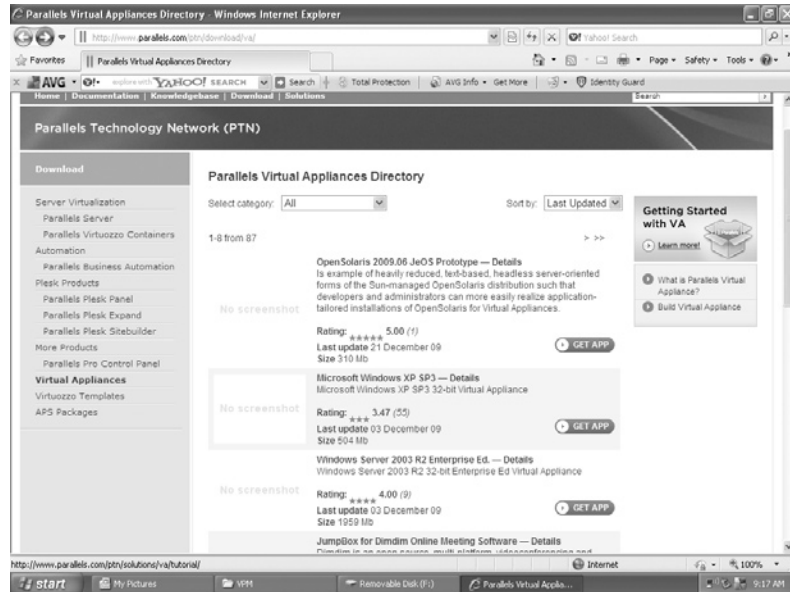 Parallels Virtual Appliances Directory - Windows Internet Explorer
http://www.parallels.com/ptn/download/va/
Yahoo! Search
Favorites
Parallels Virtual Appliances Directory
Page
Safety
Tools
AVG
explore with YAHOO! SEARCH
Search
Total Protection
AVG Info
Get More
Identity Guard
Home | Documentation | Knowledgebase | Download | Solutions
Search
Parallels Technology Network (PTN)
Download
Server Virtualization
Parallels Server
Parallels Virtuozzo Containers
Automation
Parallels Business Automation
Plesk Products
Parallels Plesk Panel
Parallels Plesk Expand
Parallels Plesk Sitebuilder
More Products
Parallels Pro Control Panel
Virtual Appliances
Virtuozzo Templates
APS Packages
Parallels Virtual Appliances Directory
Select category: All
Sort by: Last Updated
1-8 from 87
> >>
No screenshot
OpenSolaris 2009.06 JeOS Prototype — Details
Is example of heavily reduced, text-based, headless server-oriented
forms of the Sun-managed OpenSolaris distribution such that
developers and administrators can more easily realize application-
tailored installations of OpenSolaris for Virtual Appliances.
Rating: ★★★★★ 5.00 (1)
Last update 21 December 09
Size 310 Mb
GET APP
No screenshot
Microsoft Windows XP SP3 — Details
Microsoft Windows XP SP3 32-bit Virtual Appliance
Rating: ★★★ 3.47 (55)
Last update 03 December 09
Size 504 Mb
GET APP
No screenshot
Windows Server 2003 R2 Enterprise Ed. — Details
Windows Server 2003 R2 32-bit Enterprise Ed Virtual Appliance
Rating: ★★★★ 4.00 (9)
Last update 03 December 09
Size 1959 Mb
GET APP
JumpBox for Dimdim Online Meeting Software — Details
Dimdim is an open source, multi-platform, videoconferencing and
Getting Started
with VA
Learn more!
What is Parallels Virtual
Appliance?
Build Virtual Appliance
http://www.parallels.com/ptn/solutions/va/tutorial/
Internet
100%
start
My Pictures
VPM
Removable Disk (F:)
Parallels Virtual Applia...
9:17 AM